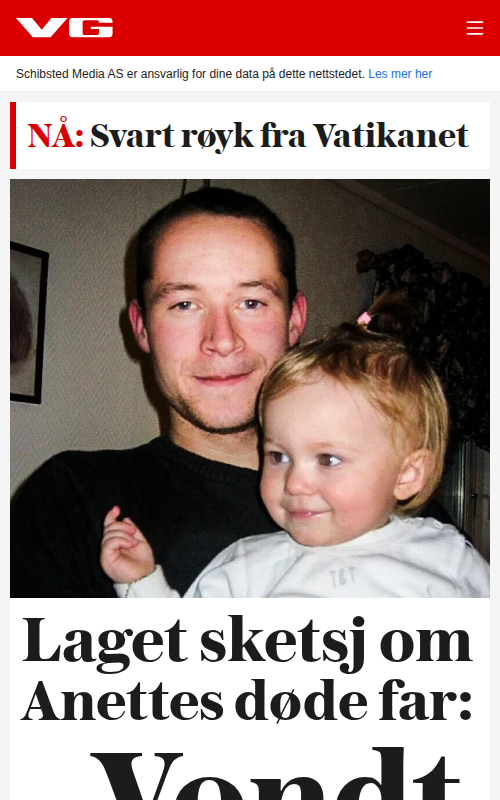 VG
Schibsted Media AS er ansvarlig for dine data på dette nettstedet. Les mer her
NÅ: Svart røyk fra Vatikanet
T&T
Laget sketsj om
Anettes døde far:
Vondt